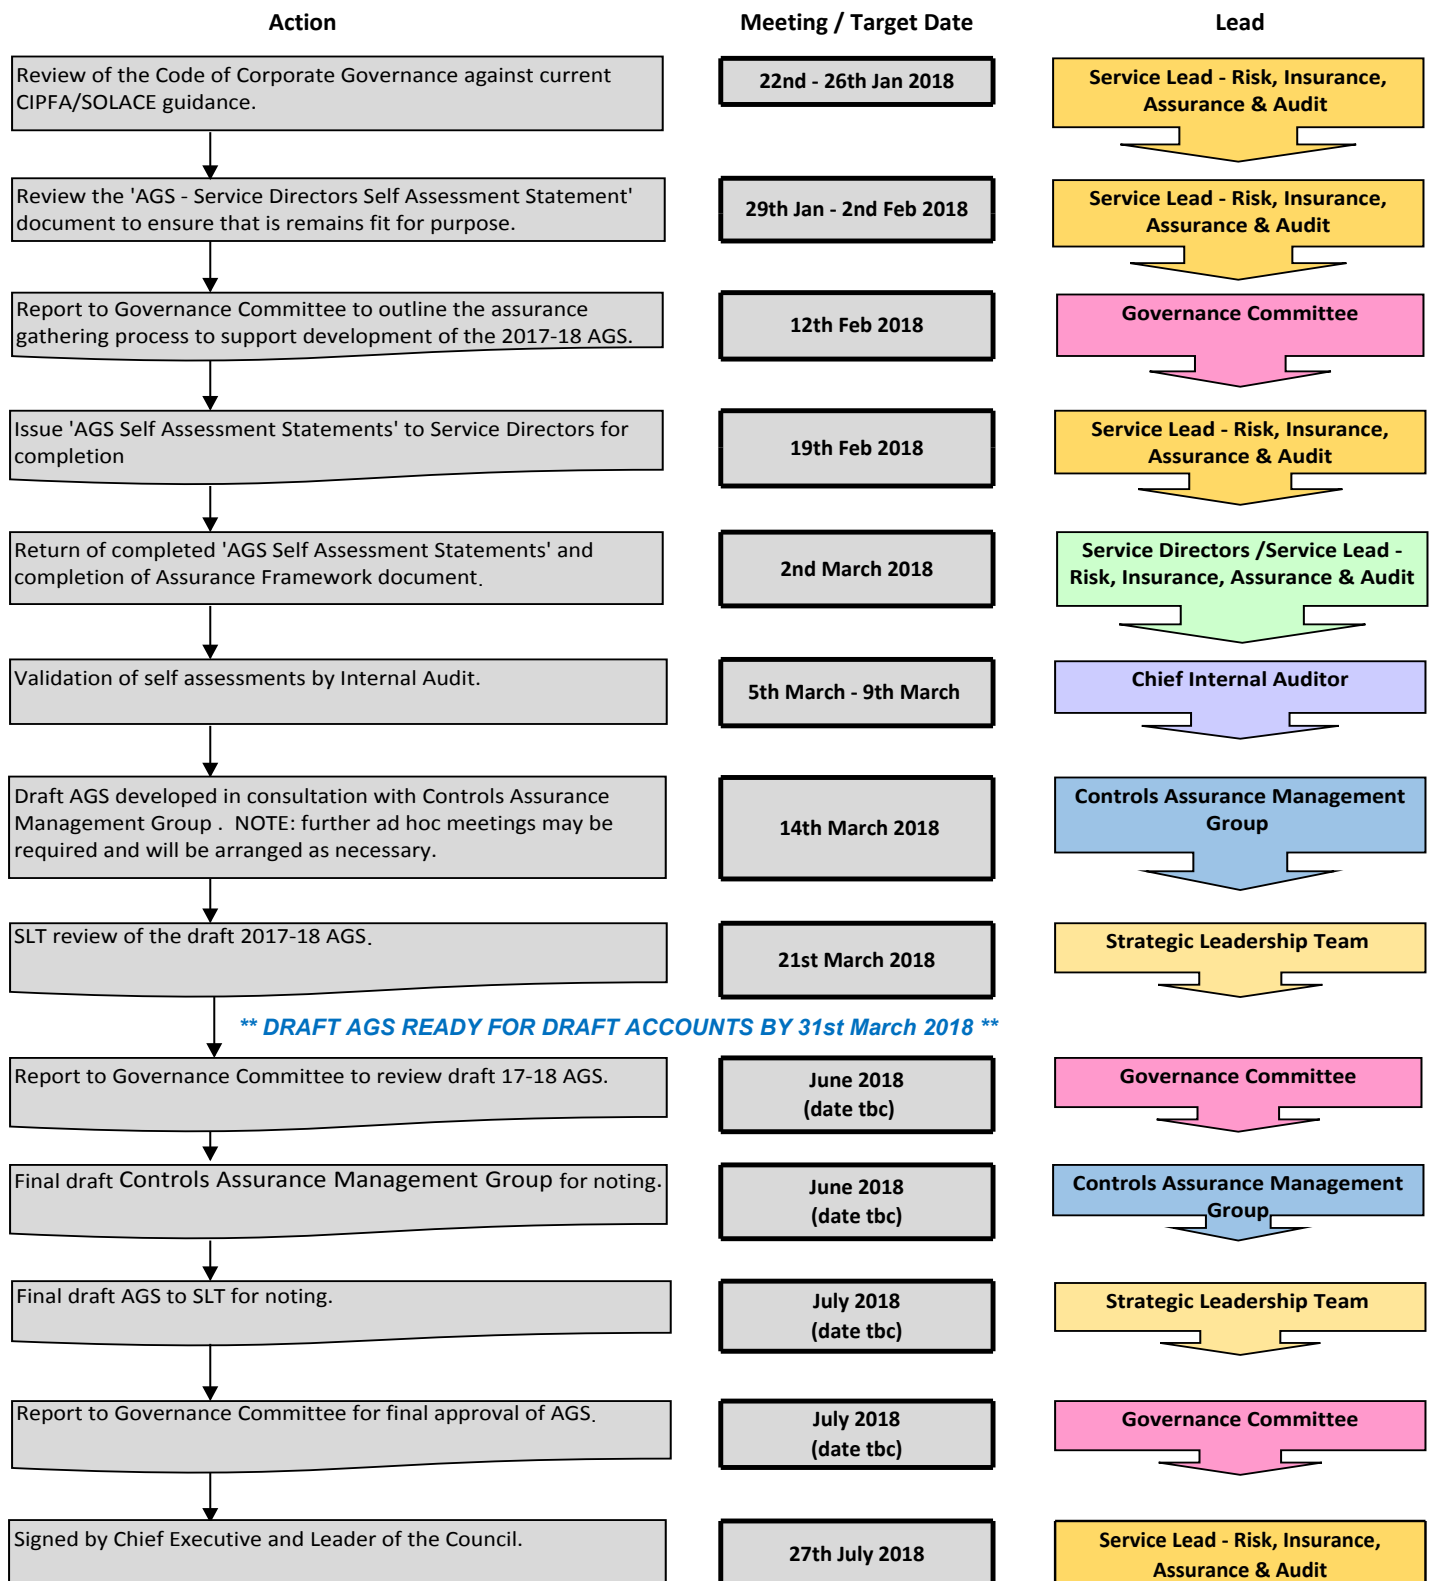 Action
Meeting / Target Date
Lead
Review of the Code of Corporate Governance against current
CIPFA/SOLACE guidance.
22nd - 26th Jan 2018
Service Lead - Risk, Insurance,
Assurance & Audit
Review the 'AGS - Service Directors Self Assessment Statement'
document to ensure that is remains fit for purpose.
29th Jan - 2nd Feb 2018
Service Lead - Risk, Insurance,
Assurance & Audit
Report to Governance Committee to outline the assurance
gathering process to support development of the 2017-18 AGS.
12th Feb 2018
Governance Committee
Issue 'AGS Self Assessment Statements' to Service Directors for
completion
19th Feb 2018
Service Lead - Risk, Insurance,
Assurance & Audit
Return of completed 'AGS Self Assessment Statements' and
completion of Assurance Framework document.
2nd March 2018
Service Directors /Service Lead -
Risk, Insurance, Assurance & Audit
Validation of self assessments by Internal Audit.
5th March - 9th March
Chief Internal Auditor
Draft AGS developed in consultation with Controls Assurance
Management Group . NOTE: further ad hoc meetings may be
required and will be arranged as necessary.
14th March 2018
Controls Assurance Management
Group
SLT review of the draft 2017-18 AGS.
21st March 2018
Strategic Leadership Team
** DRAFT AGS READY FOR DRAFT ACCOUNTS BY 31st March 2018 **
Report to Governance Committee to review draft 17-18 AGS.
June 2018
(date tbc)
Governance Committee
Final draft Controls Assurance Management Group for noting.
June 2018
(date tbc)
Controls Assurance Management
Group
Final draft AGS to SLT for noting.
July 2018
(date tbc)
Strategic Leadership Team
Report to Governance Committee for final approval of AGS.
July 2018
(date tbc)
Governance Committee
Signed by Chief Executive and Leader of the Council.
27th July 2018
Service Lead - Risk, Insurance,
Assurance & Audit